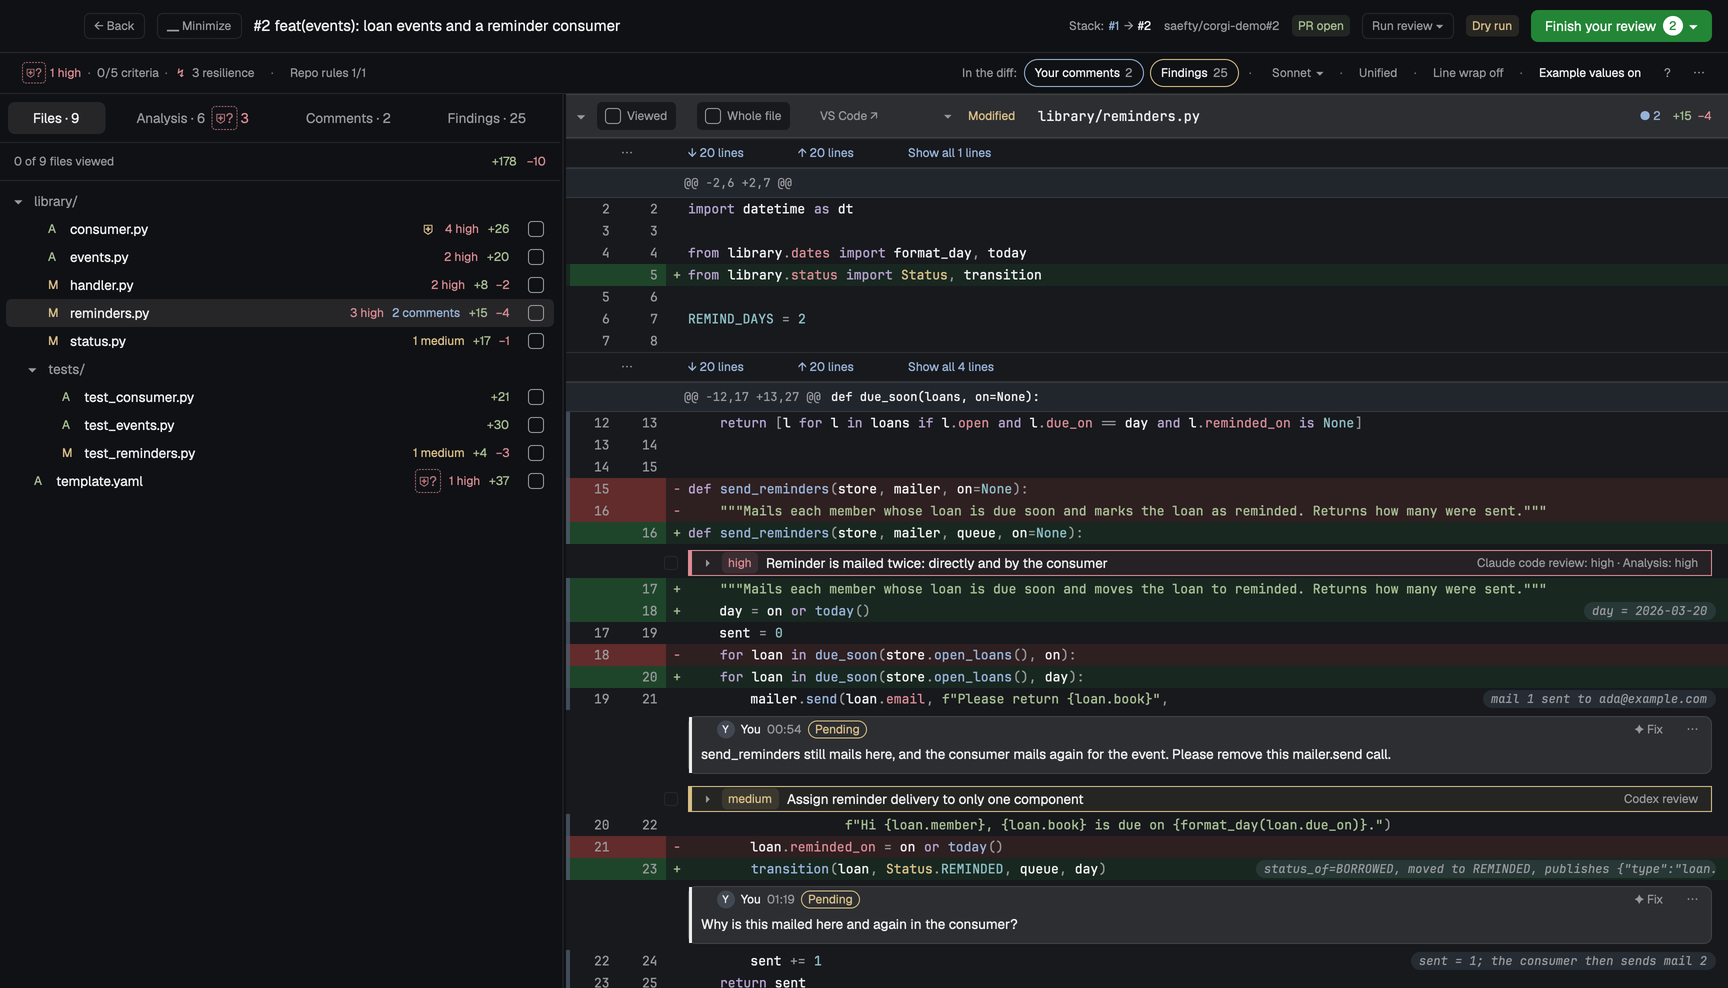 ← Back
Minimize
#2 feat(events): loan events and a reminder consumer
Stack: #1 → #2
saefty/corgi-demo#2
PR open
Run review
Dry run
Finish your review 2
? 1 high · 0/5 criteria · 3 resilience · Repo rules 1/1
In the diff: Your comments 2 Findings 25 · Sonnet · Unified · Line wrap off · Example values on ? ···
Files · 9
Analysis · 6 ? 3
Comments · 2
Findings · 25
0 of 9 files viewed +178 −10
library/
A consumer.py 4 high +26
A events.py 2 high +20
M handler.py 2 high +8 −2
M reminders.py 3 high 2 comments +15 −4
M status.py 1 medium +17 −1
tests/
A test_consumer.py +21
A test_events.py +30
M test_reminders.py 1 medium +4 −3
A template.yaml ? 1 high +37
Viewed
Whole file
VS Code ↗
Modified
library/reminders.py
2 +15 −4
··· ↓ 20 lines ↑ 20 lines Show all 1 lines
@@ -2,6 +2,7 @@
2 2 import datetime as dt
3 3
4 4 from library.dates import format_day, today
5 + from library.status import Status, transition
5 6
6 7 REMIND_DAYS = 2
7 8
··· ↓ 20 lines ↑ 20 lines Show all 4 lines
@@ -12,17 +13,27 @@ def due_soon(loans, on=None):
12 13 return [l for l in loans if l.open and l.due_on == day and l.reminded_on is None]
13 14
14 15
15 - def send_reminders(store, mailer, on=None):
16 - """Mails each member whose loan is due soon and marks the loan as reminded. Returns how many were sent."""
16 + def send_reminders(store, mailer, queue, on=None):
high Reminder is mailed twice: directly and by the consumer Claude code review: high · Analysis: high
17 + """Mails each member whose loan is due soon and moves the loan to reminded. Returns how many were sent."""
18 + day = on or today() day = 2026-03-20
17 19 sent = 0
18 - for loan in due_soon(store.open_loans(), on):
20 + for loan in due_soon(store.open_loans(), day):
19 21 mailer.send(loan.email, f"Please return {loan.book}", mail 1 sent to ada@example.com
Y You 00:54 Pending Fix ···
send_reminders still mails here, and the consumer mails again for the event. Please remove this mailer.send call.
medium Assign reminder delivery to only one component Codex review
20 22 f"Hi {loan.member}, {loan.book} is due on {format_day(loan.due_on)}.")
21 - loan.reminded_on = on or today()
23 + transition(loan, Status.REMINDED, queue, day) status_of=BORROWED, moved to REMINDED, publishes {"type":"loan.
Y You 01:19 Pending Fix ···
Why is this mailed here and again in the consumer?
22 24 sent += 1 sent = 1; the consumer then sends mail 2
23 25 return sent